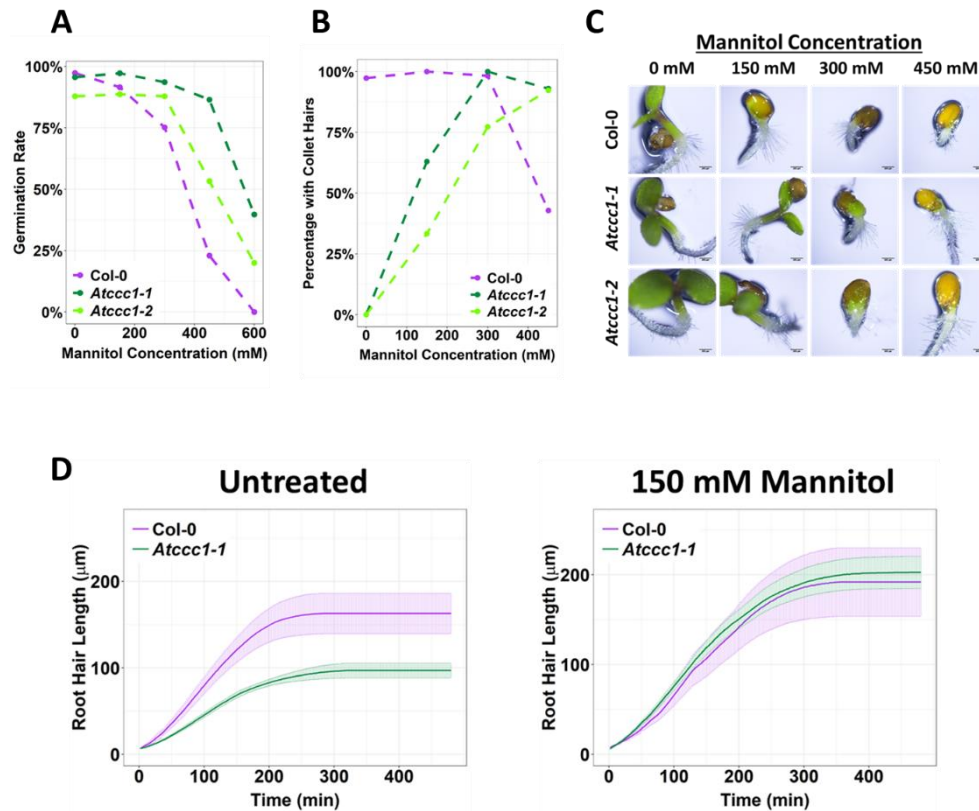 A
Germination Rate
100%
75%
50%
25%
0%
Col-0
Atccc1-1
Atccc1-2
0 150 300 450 600
Mannitol Concentration (mM)
B
Percentage with Collet Hairs
100%
75%
50%
25%
0%
Col-0
Atccc1-1
Atccc1-2
0 100 200 300 400
Mannitol Concentration (mM)
C
Mannitol Concentration
0 mM 150 mM 300 mM 450 mM
Col-0
Atccc1-1
Atccc1-2
D
Untreated
Root Hair Length (μm)
200
100
0
Col-0
Atccc1-1
0 100 200 300 400
Time (min)
150 mM Mannitol
Root Hair Length (μm)
200
100
0
Col-0
Atccc1-1
0 100 200 300 400
Time (min)